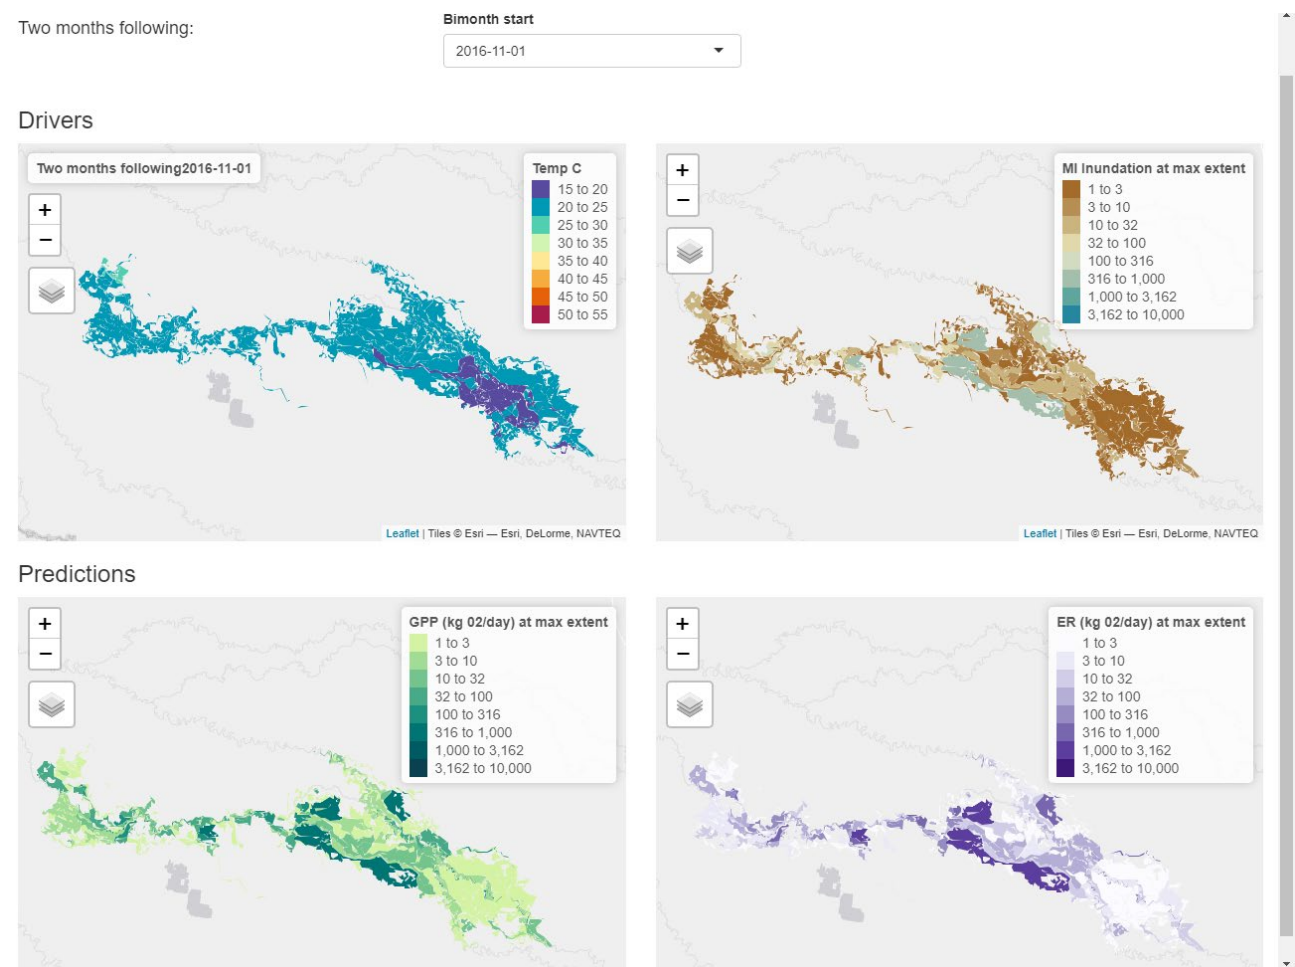 Bimonth start
Two months following:
2016-11-01
Drivers
Two months following2016-11-01
+
−
Temp C
15 to 20
20 to 25
25 to 30
30 to 35
35 to 40
40 to 45
45 to 50
50 to 55
Leaflet | Tiles © Esri — Esri, DeLorme, NAVTEQ
+
−
MI Inundation at max extent
1 to 3
3 to 10
10 to 32
32 to 100
100 to 316
316 to 1,000
1,000 to 3,162
3,162 to 10,000
Leaflet | Tiles © Esri — Esri, DeLorme, NAVTEQ
Predictions
+
−
GPP (kg 02/day) at max extent
1 to 3
3 to 10
10 to 32
32 to 100
100 to 316
316 to 1,000
1,000 to 3,162
3,162 to 10,000
+
−
ER (kg 02/day) at max extent
1 to 3
3 to 10
10 to 32
32 to 100
100 to 316
316 to 1,000
1,000 to 3,162
3,162 to 10,000